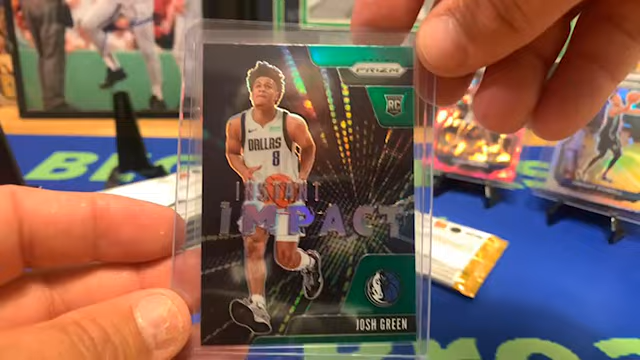 PRIZM
RC
DALLAS
8
INSTANT
IMPACT
JOSH GREEN